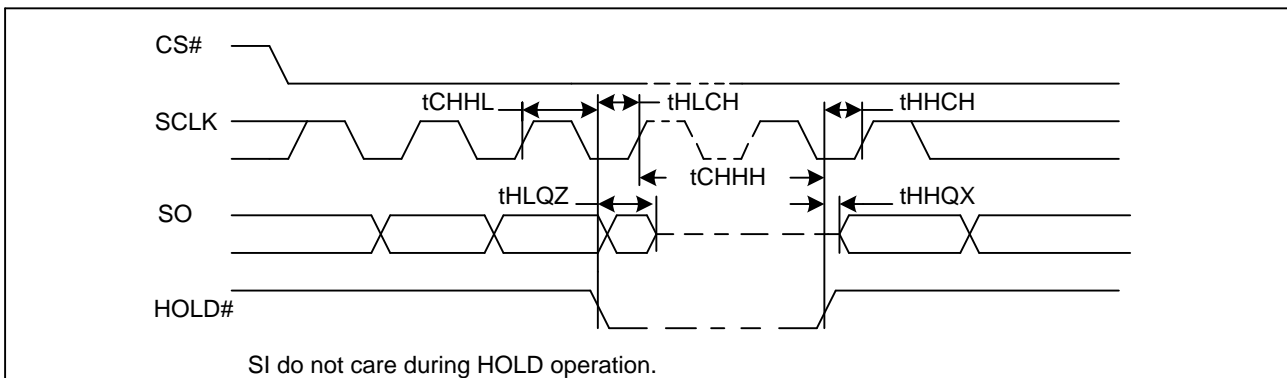 CS#
tCHHL
tHLCH
tHHCH
SCLK
tCHHH
tHLQZ
tHHQX
SO
HOLD#
SI do not care during HOLD operation.